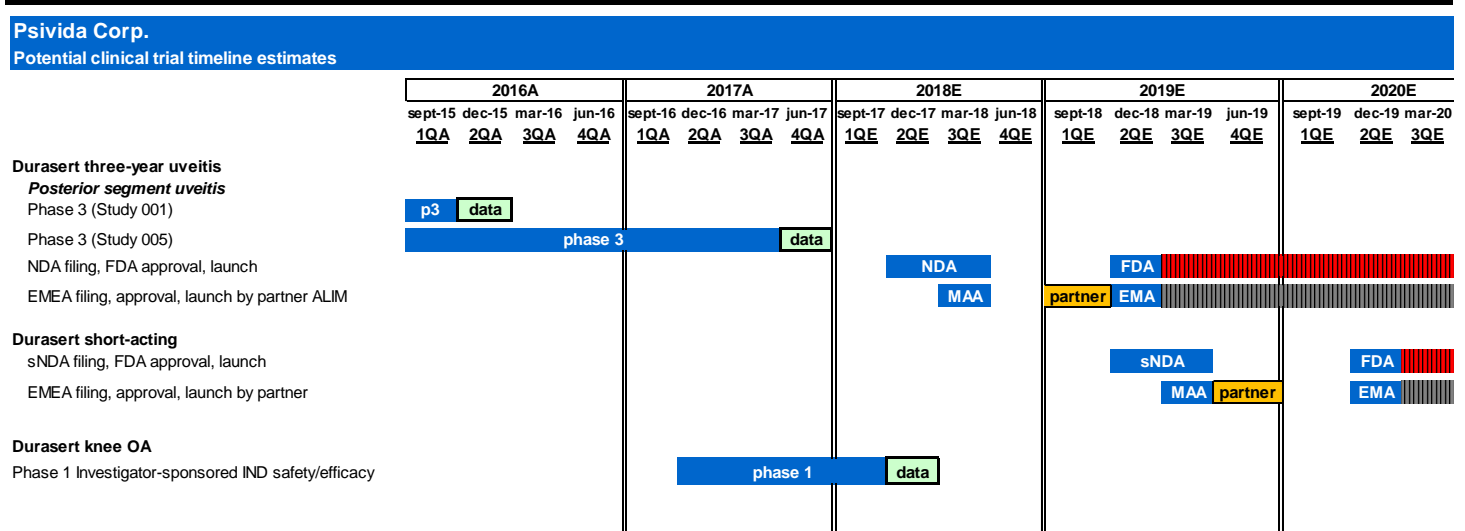 Psivida Corp.
Potential clinical trial timeline estimates
2016A 2017A 2018E 2019E 2020E
sept-15 dec-15 mar-16 jun-16 sept-16 dec-16 mar-17 jun-17 sept-17 dec-17 mar-18 jun-18 sept-18 dec-18 mar-19 jun-19 sept-19 dec-19 mar-20
1QA 2QA 3QA 4QA 1QA 2QA 3QA 4QA 1QE 2QE 3QE 4QE 1QE 2QE 3QE 4QE 1QE 2QE 3QE
Durasert three-year uveitis
Posterior segment uveitis
Phase 3 (Study 001) p3 data
Phase 3 (Study 005) phase 3 data
NDA filing, FDA approval, launch NDA FDA
EMEA filing, approval, launch by partner ALIM MAA partner EMA
Durasert short-acting
sNDA filing, FDA approval, launch sNDA FDA
EMEA filing, approval, launch by partner MAA partner EMA
Durasert knee OA
Phase 1 Investigator-sponsored IND safety/efficacy phase 1 data